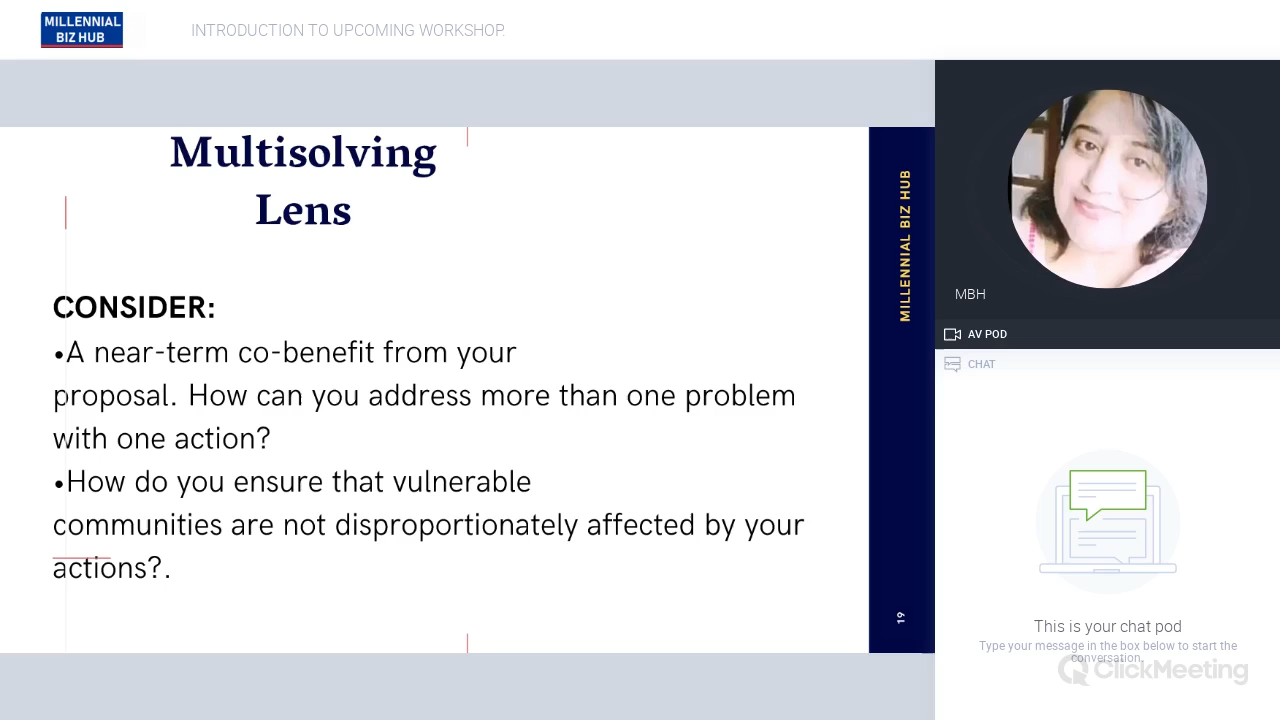 MILLENNIAL
BIZ HUB
INTRODUCTION TO UPCOMING WORKSHOP.
Multisolving
Lens
CONSIDER:
•A near-term co-benefit from your
proposal. How can you address more than one problem
with one action?
•How do you ensure that vulnerable
communities are not disproportionately affected by your
actions?.
MILLENNIAL BIZ HUB
19
MBH
AV POD
CHAT
This is your chat pod
Type your message in the box below to start the
conversation.
ClickMeeting